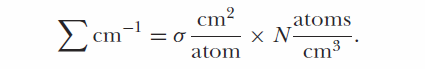 ∑ cm⁻¹ = σ cm²/atom × N atoms/cm³.